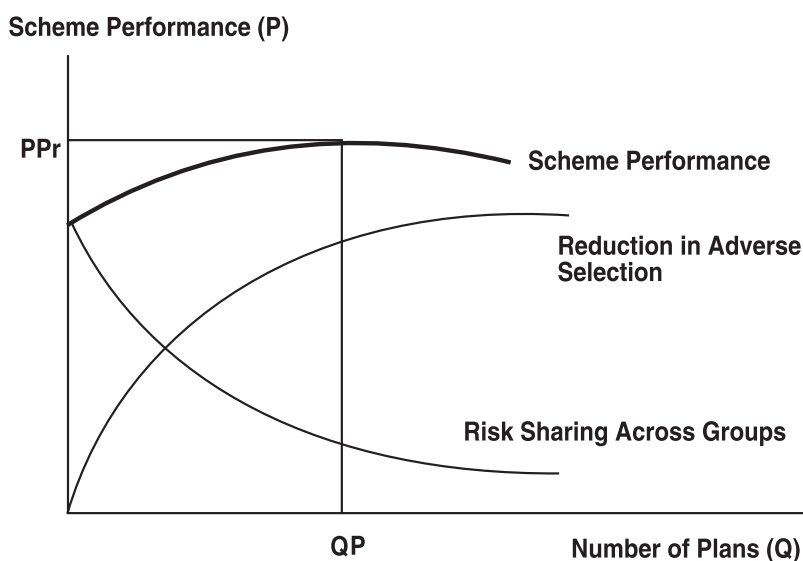 Scheme Performance (P)
PPr
Scheme Performance
Reduction in Adverse
Selection
Risk Sharing Across Groups
QP
Number of Plans (Q)